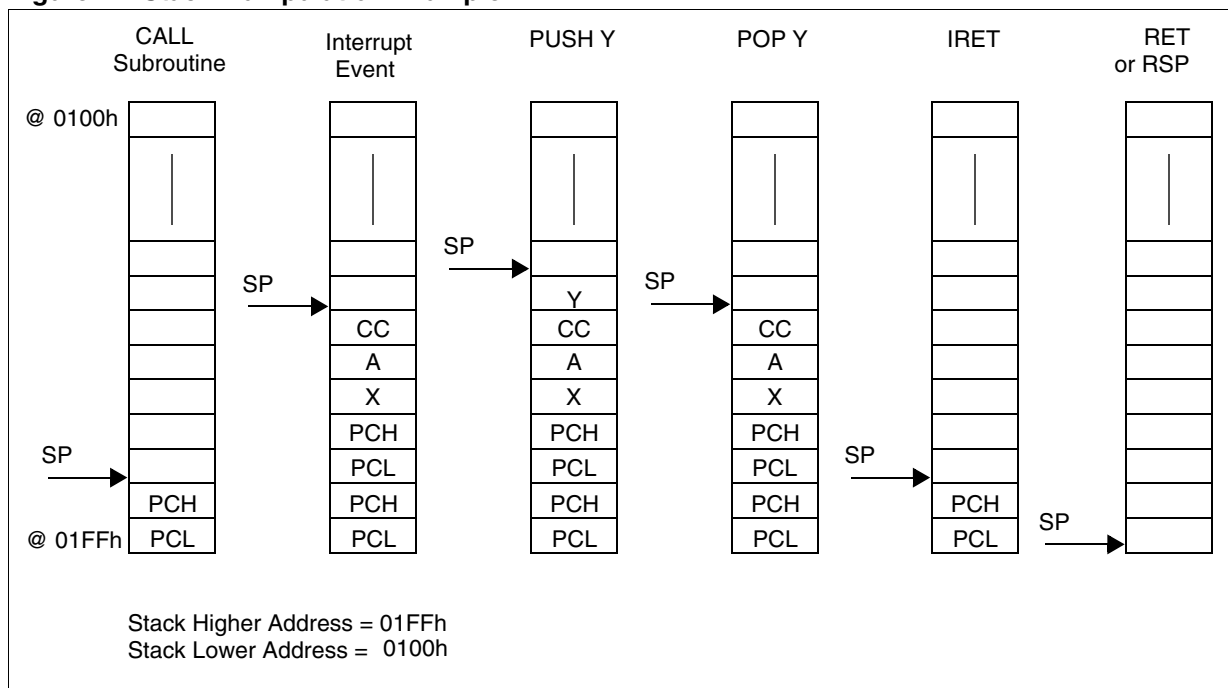 CALL
Subroutine
Interrupt
Event
PUSH Y
POP Y
IRET
RET
or RSP
@ 0100h
SP
SP
SP
Y
CC
CC
CC
A
A
A
X
X
X
PCH
PCH
PCH
SP
SP
PCL
PCL
PCL
PCH
PCH
PCH
PCH
PCH
SP
@ 01FFh
PCL
PCL
PCL
PCL
PCL
Stack Higher Address = 01FFh
Stack Lower Address = 0100h